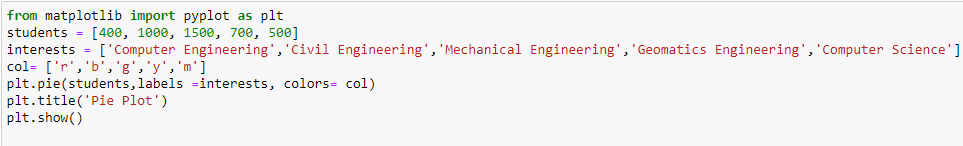 from matplotlib import pyplot as plt
students = [400, 1000, 1500, 700, 500]
interests = ['Computer Engineering','Civil Engineering','Mechanical Engineering','Geomatics Engineering','Computer Science']
col= ['r','b','g','y','m']
plt.pie(students,labels =interests, colors= col)
plt.title('Pie Plot')
plt.show()